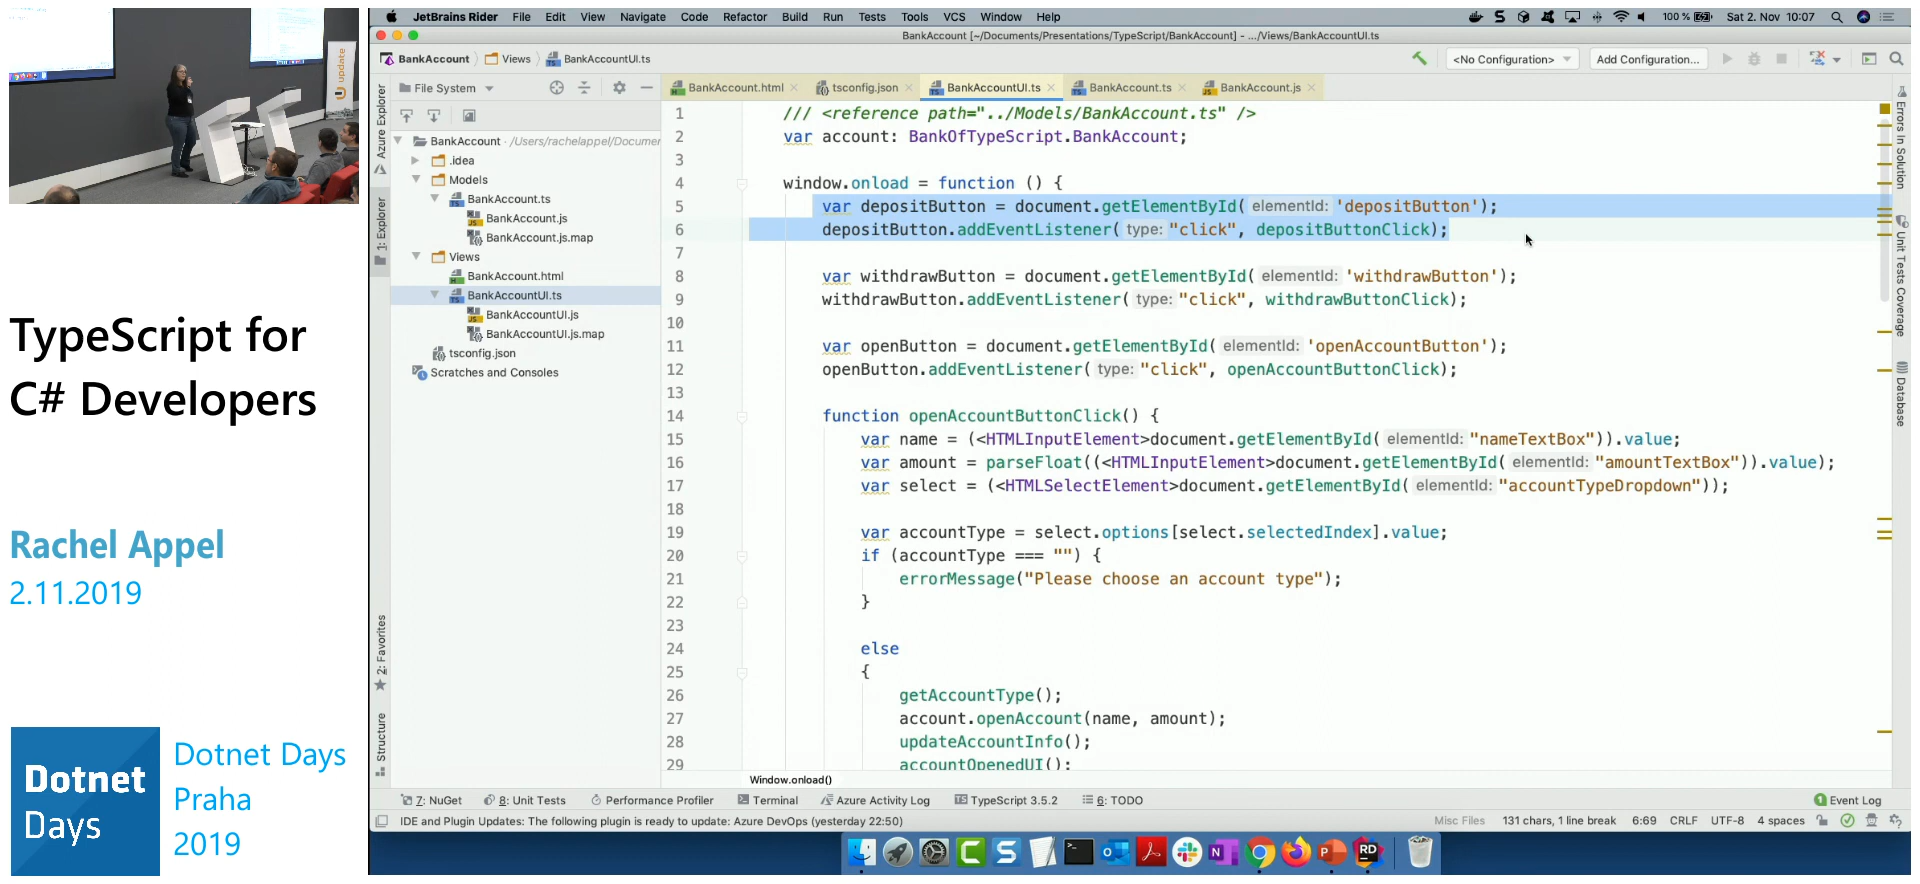 update
TypeScript for
C# Developers
Rachel Appel
2.11.2019
Dotnet
Days
Dotnet Days
Praha
2019
JetBrains Rider File Edit View Navigate Code Refactor Build Run Tests Tools VCS Window Help
100 % Sat 2. Nov 10:07
BankAccount [~/Documents/Presentations/TypeScript/BankAccount] - .../Views/BankAccountUI.ts
BankAccount Views BankAccountUI.ts
<No Configuration> Add Configuration...
File System
BankAccount.html tsconfig.json BankAccountUI.ts BankAccount.ts BankAccount.js
Azure Explorer
1: Explorer
2: Favorites
Structure
BankAccount - /Users/rachelappel/Documer
.idea
Models
BankAccount.ts
BankAccount.js
BankAccount.js.map
Views
BankAccount.html
BankAccountUI.ts
BankAccountUI.js
BankAccountUI.js.map
tsconfig.json
Scratches and Consoles
1 /// <reference path="../Models/BankAccount.ts" />
2 var account: BankOfTypeScript.BankAccount;
3
4 window.onload = function () {
5 var depositButton = document.getElementById( elementId: 'depositButton');
6 depositButton.addEventListener( type: "click", depositButtonClick);
7
8 var withdrawButton = document.getElementById( elementId: 'withdrawButton');
9 withdrawButton.addEventListener( type: "click", withdrawButtonClick);
10
11 var openButton = document.getElementById( elementId: 'openAccountButton');
12 openButton.addEventListener( type: "click", openAccountButtonClick);
13
14 function openAccountButtonClick() {
15 var name = (<HTMLInputElement>document.getElementById( elementId: "nameTextBox")).value;
16 var amount = parseFloat((<HTMLInputElement>document.getElementById( elementId: "amountTextBox")).value);
17 var select = (<HTMLSelectElement>document.getElementById( elementId: "accountTypeDropdown"));
18
19 var accountType = select.options[select.selectedIndex].value;
20 if (accountType === "") {
21 errorMessage("Please choose an account type");
22 }
23
24 else
25 {
26 getAccountType();
27 account.openAccount(name, amount);
28 updateAccountInfo();
29 accountOpenedUI();
Window.onload()
Errors In Solution
Unit Tests Coverage
Database
7: NuGet 8: Unit Tests Performance Profiler Terminal Azure Activity Log TypeScript 3.5.2 6: TODO
1 Event Log
IDE and Plugin Updates: The following plugin is ready to update: Azure DevOps (yesterday 22:50)
Misc Files 131 chars, 1 line break 6:69 CRLF UTF-8 4 spaces